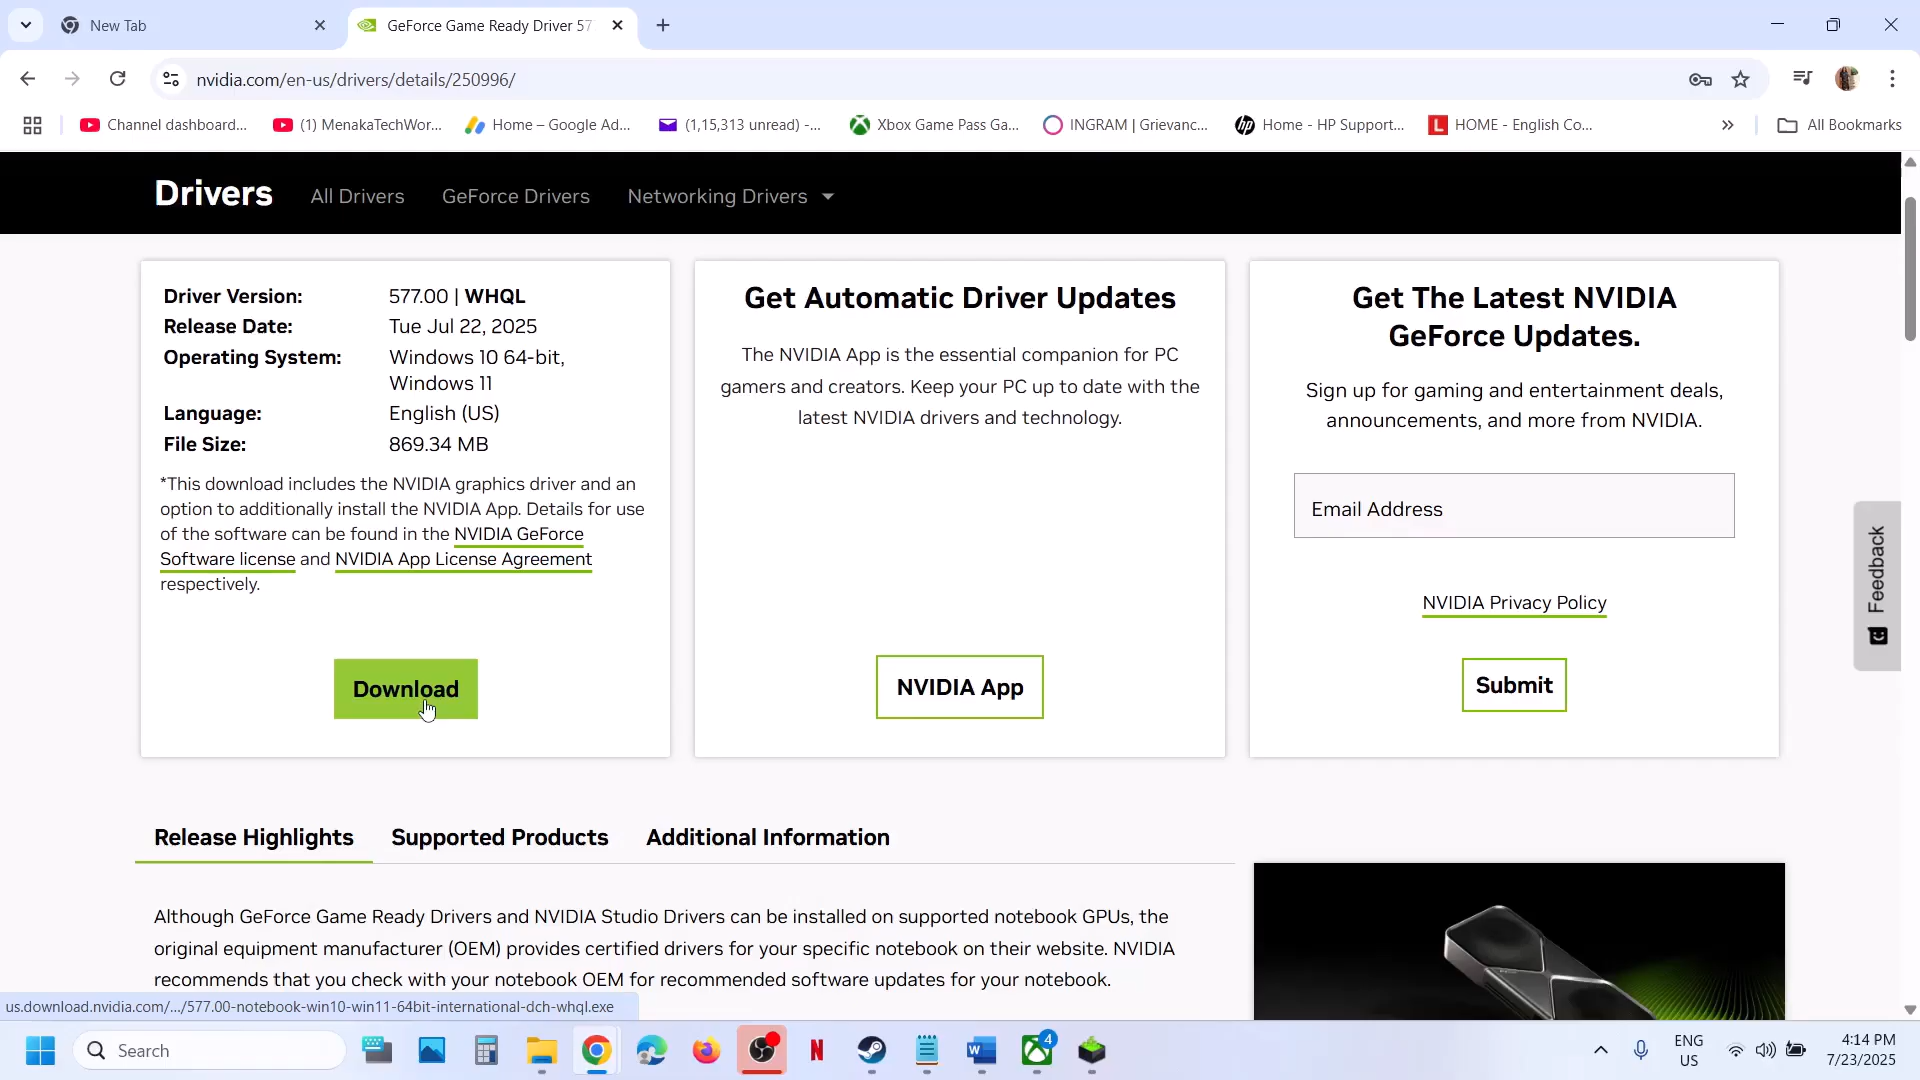 New Tab
GeForce Game Ready Driver 57
nvidia.com/en-us/drivers/details/250996/
Channel dashboard...
(1) MenakaTechWor...
Home – Google Ad...
(1,15,313 unread) -...
Xbox Game Pass Ga...
INGRAM | Grievanc...
Home - HP Support...
HOME - English Co...
All Bookmarks
Drivers
All Drivers
GeForce Drivers
Networking Drivers
Driver Version: 577.00 | WHQL
Release Date: Tue Jul 22, 2025
Operating System: Windows 10 64-bit,
Windows 11
Language: English (US)
File Size: 869.34 MB
*This download includes the NVIDIA graphics driver and an
option to additionally install the NVIDIA App. Details for use
of the software can be found in the NVIDIA GeForce
Software license and NVIDIA App License Agreement
respectively.
Download
Get Automatic Driver Updates
The NVIDIA App is the essential companion for PC
gamers and creators. Keep your PC up to date with the
latest NVIDIA drivers and technology.
NVIDIA App
Get The Latest NVIDIA
GeForce Updates.
Sign up for gaming and entertainment deals,
announcements, and more from NVIDIA.
Email Address
NVIDIA Privacy Policy
Submit
Feedback
Release Highlights
Supported Products
Additional Information
Although GeForce Game Ready Drivers and NVIDIA Studio Drivers can be installed on supported notebook GPUs, the
original equipment manufacturer (OEM) provides certified drivers for your specific notebook on their website. NVIDIA
recommends that you check with your notebook OEM for recommended software updates for your notebook.
us.download.nvidia.com/.../577.00-notebook-win10-win11-64bit-international-dch-whql.exe
Search
4
ENG
US
4:14 PM
7/23/2025